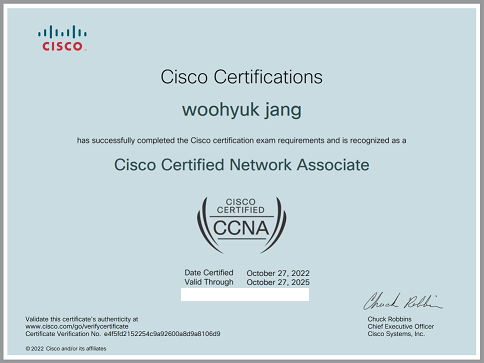 CISCO
Cisco Certifications
woohyuk jang
has successfully completed the Cisco certification exam requirements and is recognized as a
Cisco Certified Network Associate
CISCO
CERTIFIED
CCNA
Date Certified October 27, 2022
Valid Through October 27, 2025
Chuck Robbins
Validate this certificate's authenticity at
www.cisco.com/go/verifycertificate
Certificate Verification No. e4f5fd2152254c9a92600a8d9a8106d9
Chuck Robbins
Chief Executive Officer
Cisco Systems, Inc.
© 2022 Cisco and/or its affiliates